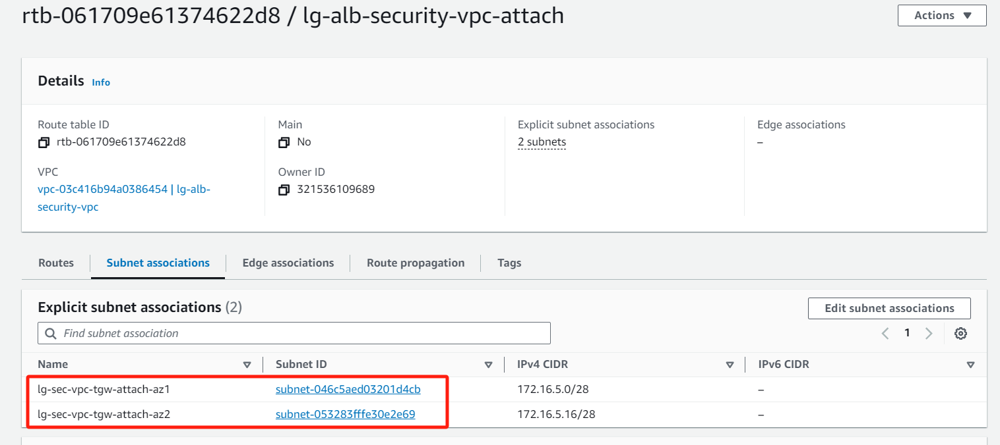 rtb-061709e61374622d8 / lg-alb-security-vpc-attach
Actions
Details Info
Route table ID
rtb-061709e61374622d8
Main
No
Explicit subnet associations
2 subnets
Edge associations
–
VPC
vpc-03c416b94a0386454 | lg-alb-
security-vpc
Owner ID
321536109689
Routes
Subnet associations
Edge associations
Route propagation
Tags
Explicit subnet associations (2)
Edit subnet associations
Find subnet association
1
Name Subnet ID IPv4 CIDR IPv6 CIDR
lg-sec-vpc-tgw-attach-az1 subnet-046c5aed03201d4cb 172.16.5.0/28 –
lg-sec-vpc-tgw-attach-az2 subnet-053283fffe30e2e69 172.16.5.16/28 –